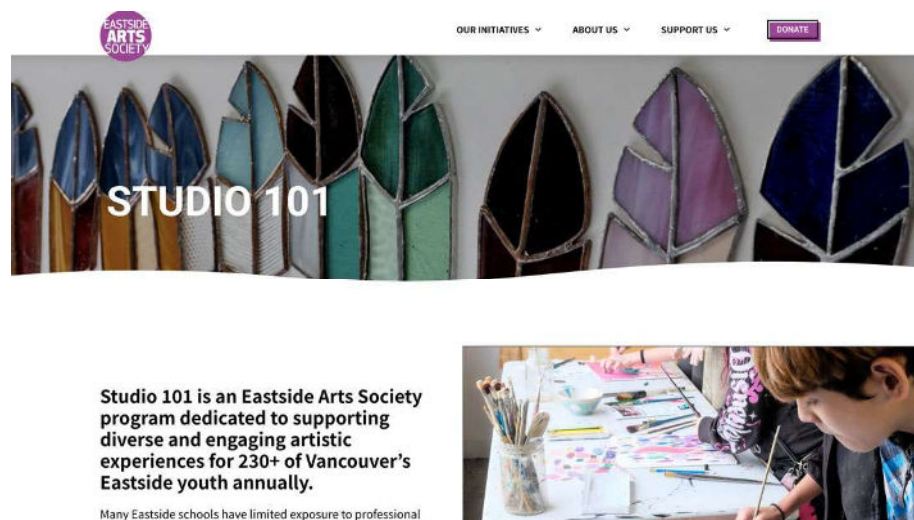 EASTSIDE
ARTS
SOCIETY
OUR INITIATIVES
ABOUT US
SUPPORT US
DONATE
STUDIO 101
Studio 101 is an Eastside Arts Society
program dedicated to supporting
diverse and engaging artistic
experiences for 230+ of Vancouver's
Eastside youth annually.
Many Eastside schools have limited exposure to professional